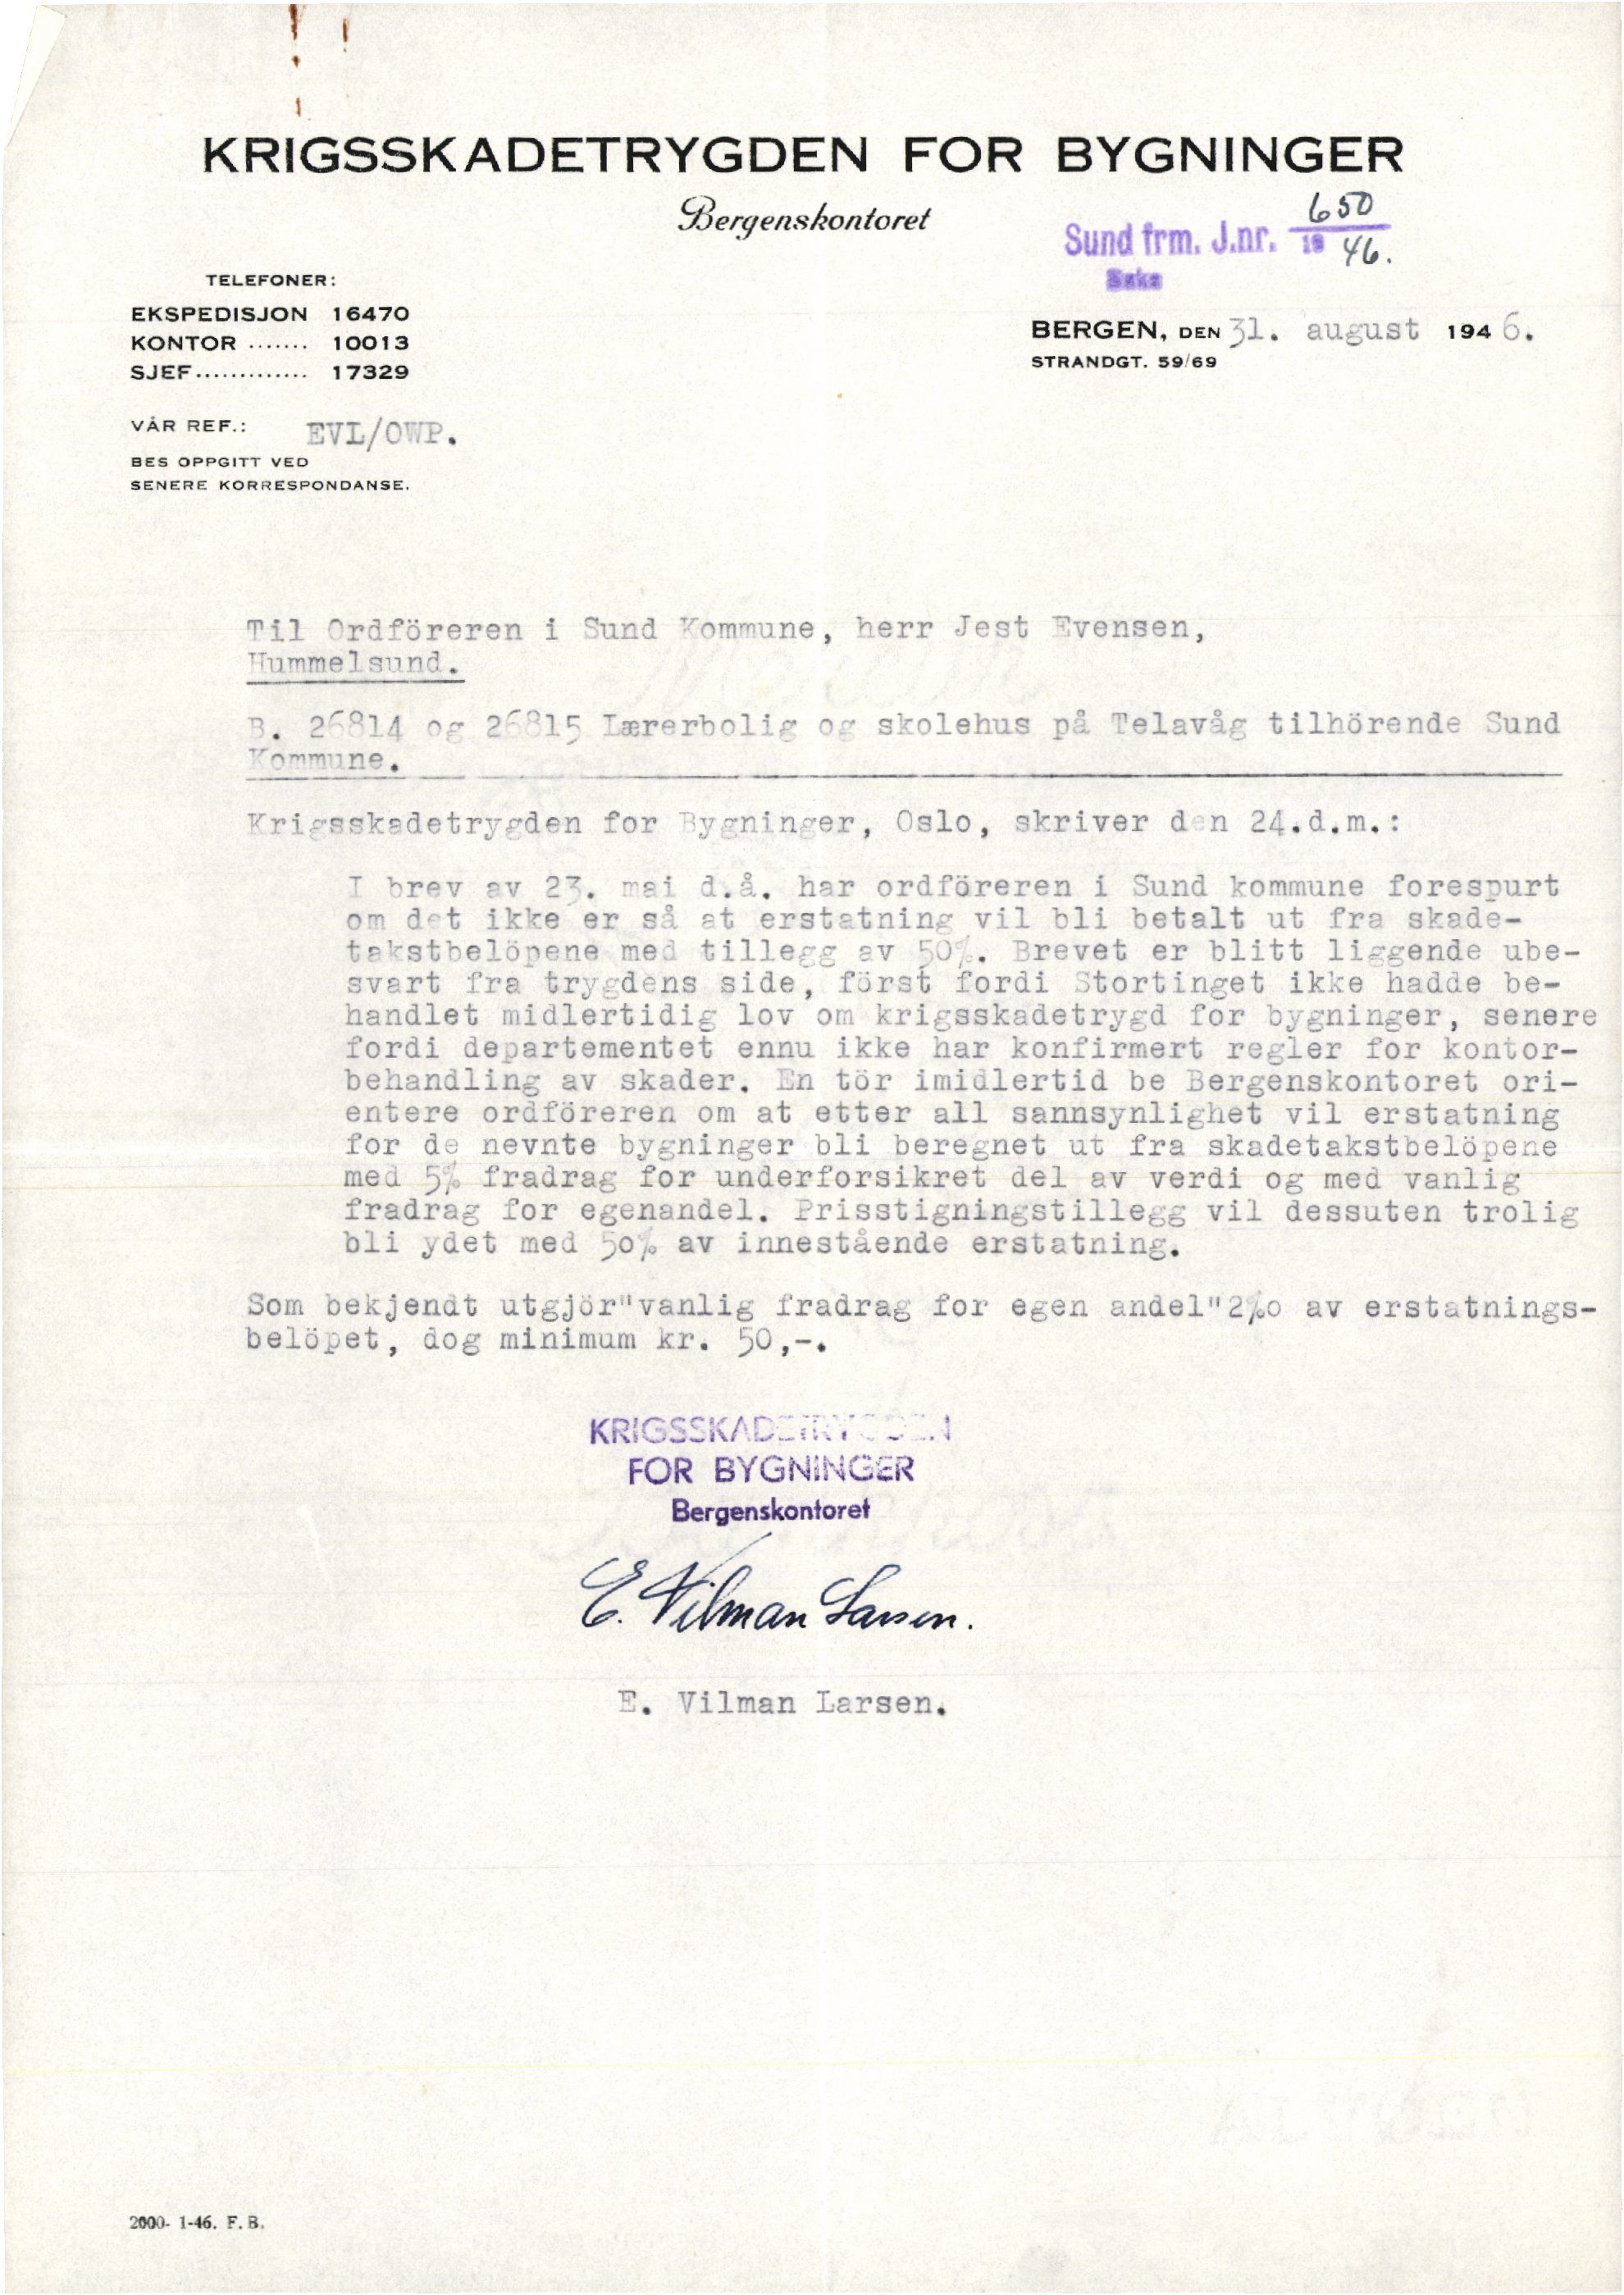 KRIGSSKADETRYGDEN FOR BYGNINGER
Bergenskontoret
Sund frm. J.nr. 650
19 46.
Saks
TELEFONER:
EKSPEDISJON 16470
KONTOR ....... 10013
SJEF............. 17329
BERGEN, DEN 31. august 1946.
STRANDGT. 59/69
VÅR REF.: EVL/OWP.
BES OPPGITT VED
SENERE KORRESPONDANSE.
Til Ordföreren i Sund Kommune, herr Jest Evensen,
Hummelsund.
B. 26814 og 26815 Lærerbolig og skolehus på Telavåg tilhörende Sund
Kommune.
Krigsskadetrygden for Bygninger, Oslo, skriver den 24.d.m.:
I brev av 23. mai d.å. har ordföreren i Sund kommune forespurt
om det ikke er så at erstatning vil bli betalt ut fra skade-
takstbelöpene med tillegg av 50%. Brevet er blitt liggende ube-
svart fra trygdens side, först fordi Stortinget ikke hadde be-
handlet midlertidig lov om krigsskadetrygd for bygninger, senere
fordi departementet ennu ikke har konfirmert regler for kontor-
behandling av skader. En tör imidlertid be Bergenskontoret ori-
entere ordföreren om at etter all sannsynlighet vil erstatning
for de nevnte bygninger bli beregnet ut fra skadetakstbelöpene
med 5% fradrag for underforsikret del av verdi og med vanlig
fradrag for egenandel. Prisstigningstillegg vil dessuten trolig
bli ydet med 50% av innestående erstatning.
Som bekjendt utgjör"vanlig fradrag for egen andel"2%o av erstatnings-
belöpet, dog minimum kr. 50,-.
KRIGSSKADETRYGDEN
FOR BYGNINGER
Bergenskontoret
E. Vilman Larsen.
E. Vilman Larsen.
2000- 1-46. F. B.